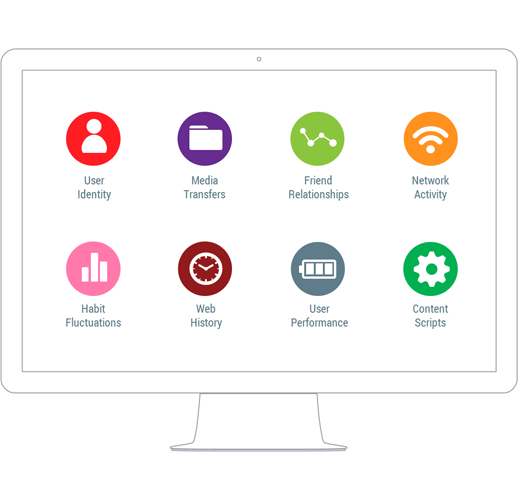 User
Identity
Media
Transfers
Friend
Relationships
Network
Activity
Habit
Fluctuations
Web
History
User
Performance
Content
Scripts